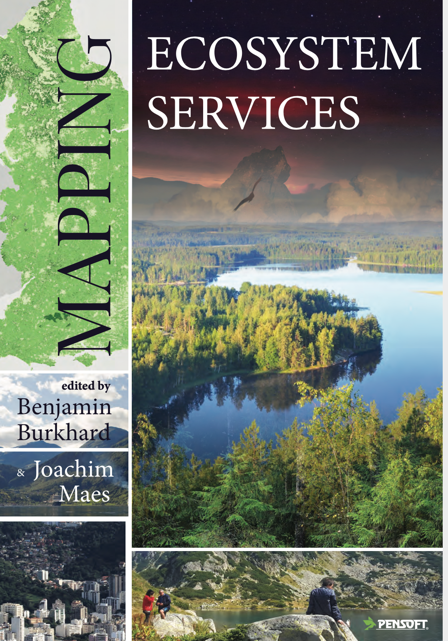 MAPPING
ECOSYSTEM
SERVICES
edited by
Benjamin
Burkhard
& Joachim
Maes
PENSOFT